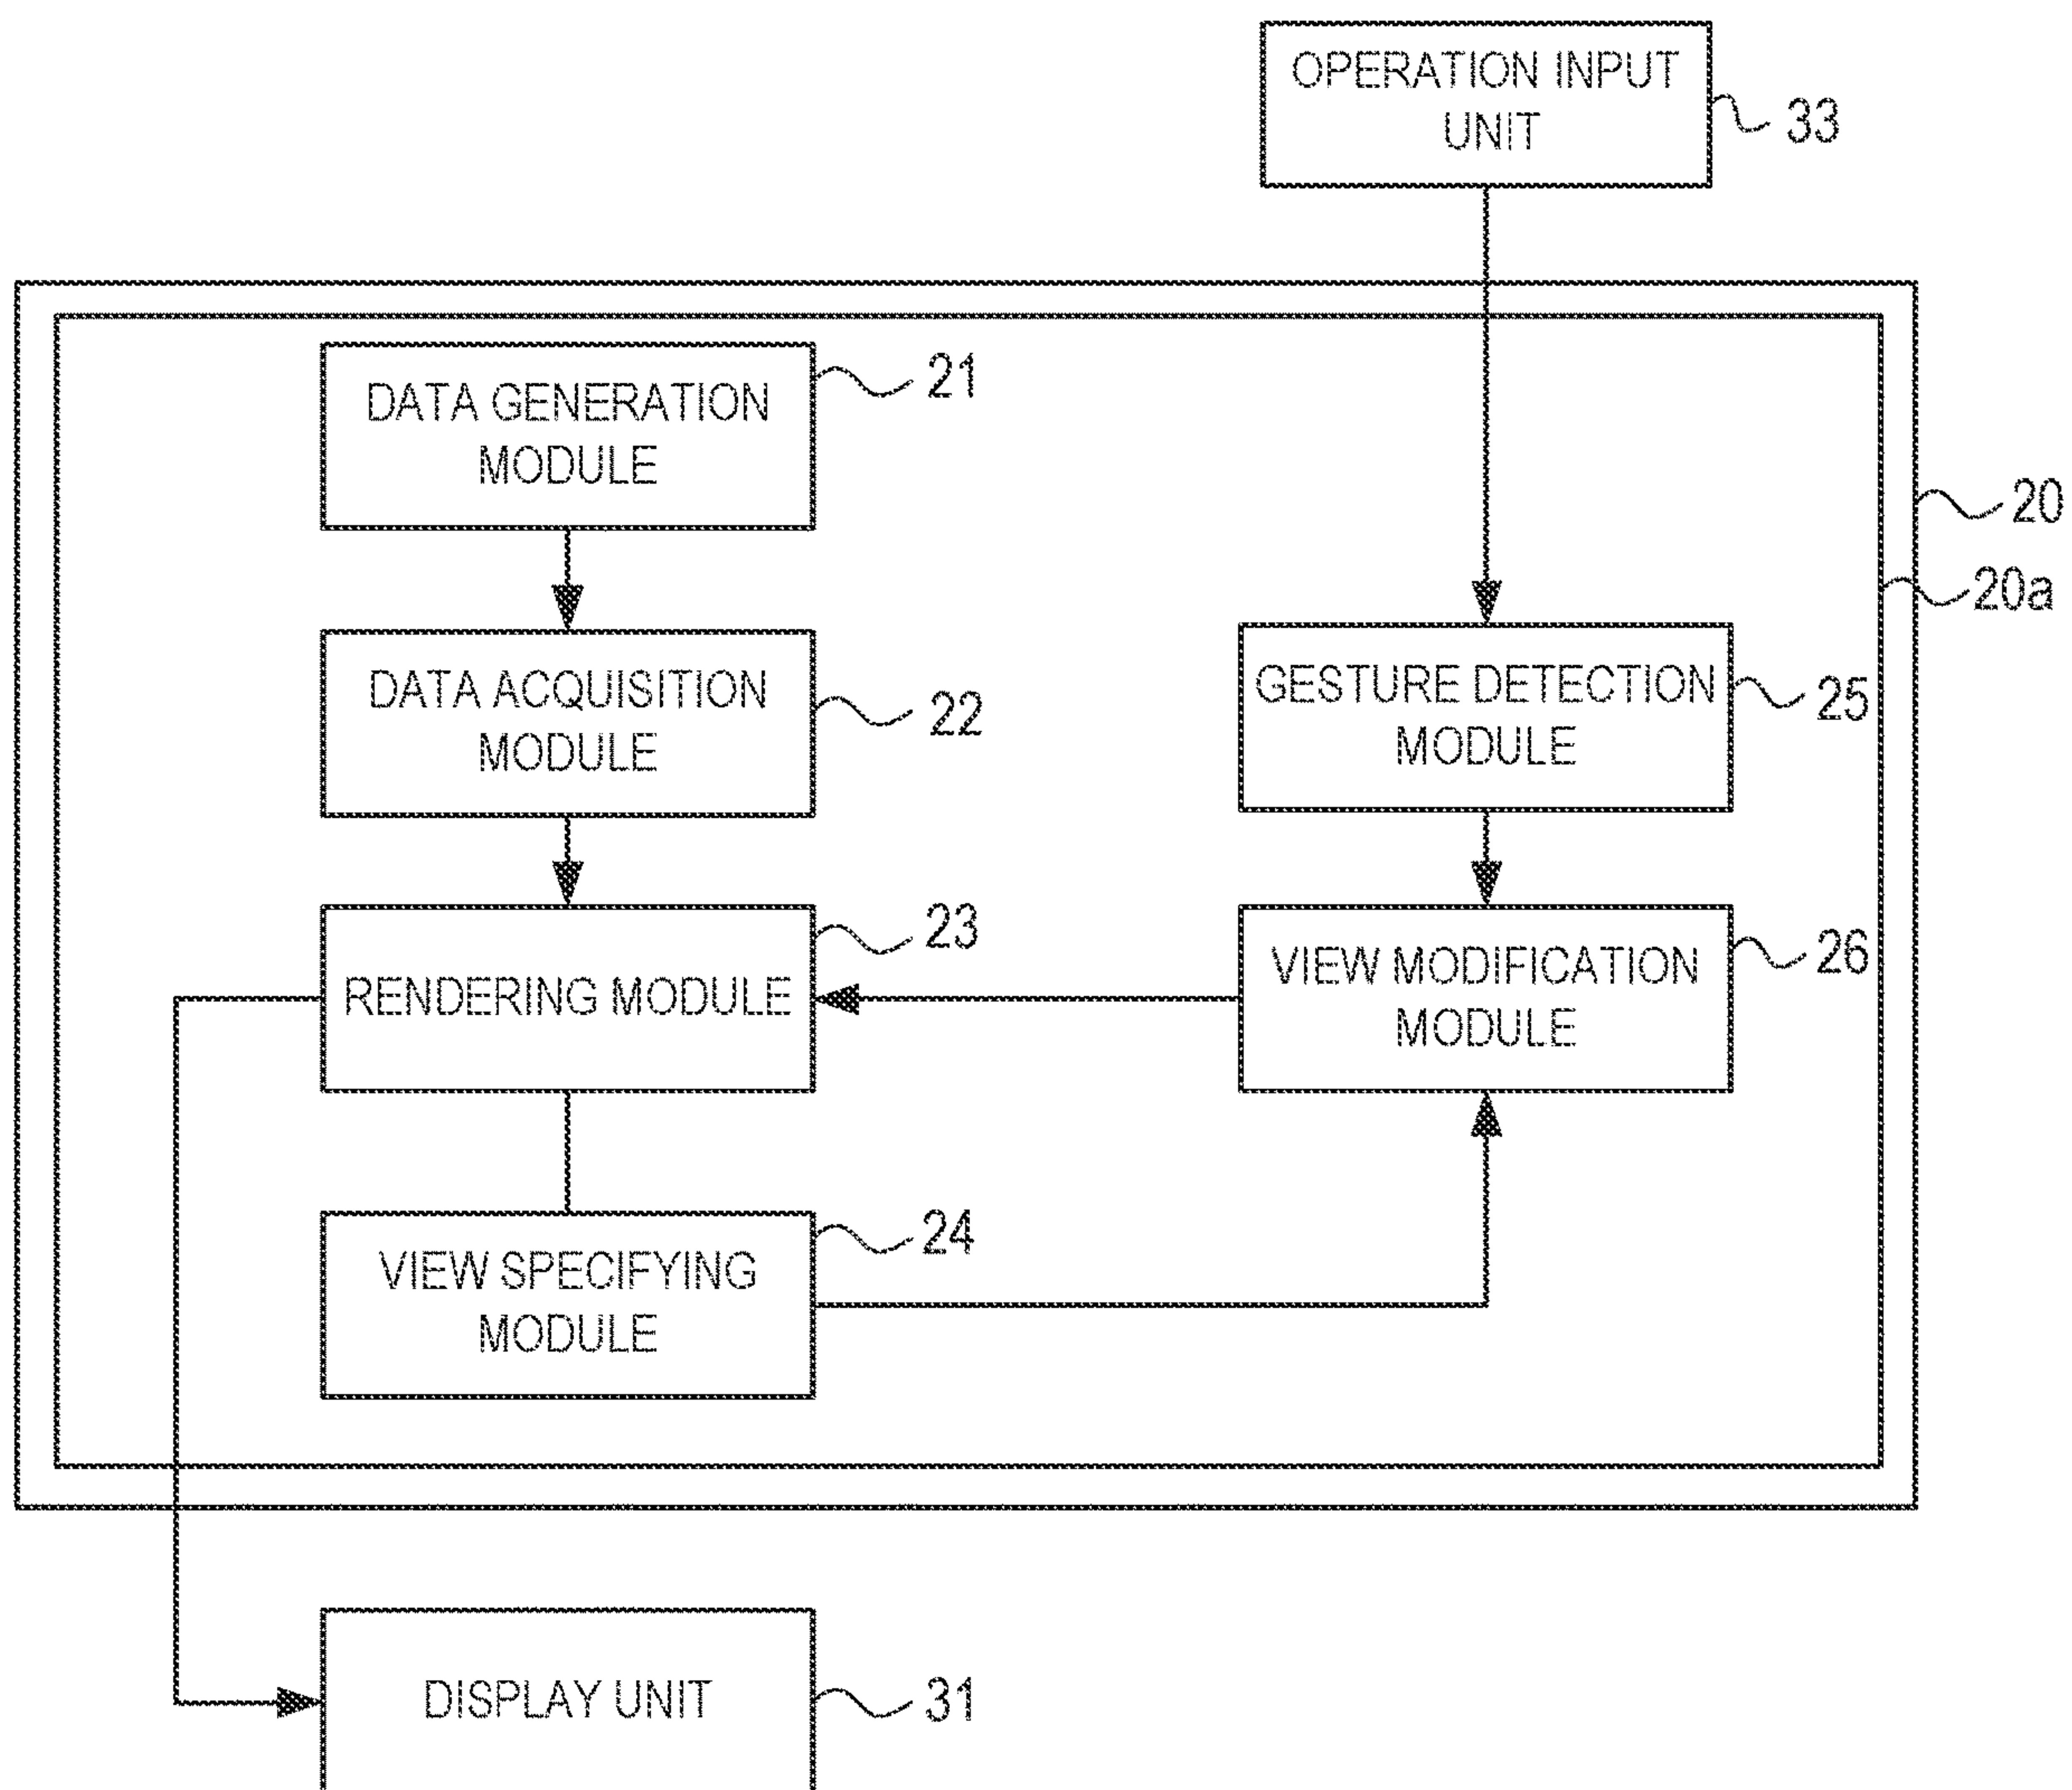 OPERATION INPUT
UNIT
33
DATA GENERATION
MODULE
21
20
20a
DATA ACQUISITION
MODULE
22
GESTURE DETECTION
MODULE
25
RENDERING MODULE
23
VIEW MODIFICATION
MODULE
26
VIEW SPECIFYING
MODULE
24
DISPLAY UNIT
31